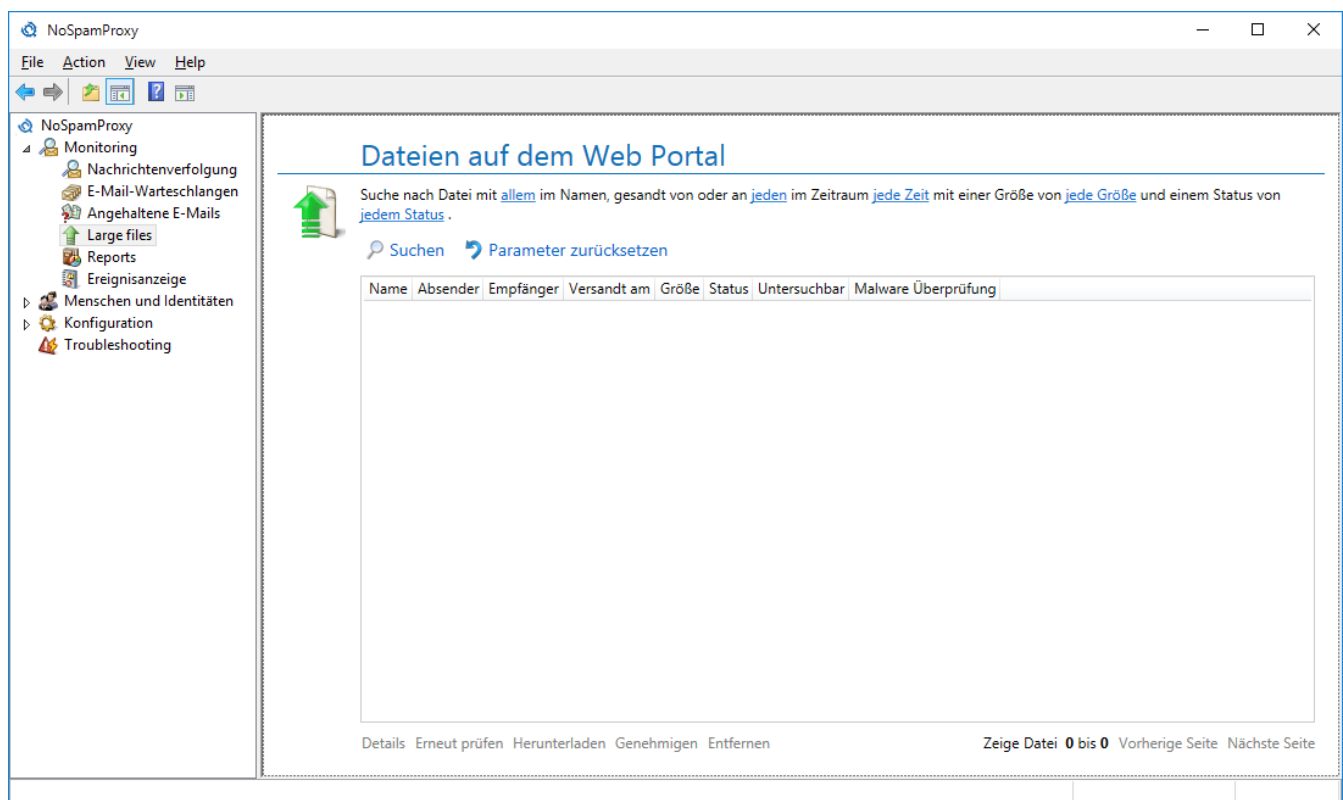 NoSpamProxy
File Action View Help
NoSpamProxy
Monitoring
Nachrichtenverfolgung
E-Mail-Warteschlangen
Angehaltene E-Mails
Large files
Reports
Ereignisanzeige
Menschen und Identitäten
Konfiguration
Troubleshooting
Dateien auf dem Web Portal
Suche nach Datei mit allem im Namen, gesandt von oder an jeden im Zeitraum jede Zeit mit einer Größe von jede Größe und einem Status von
jedem Status .
Suchen Parameter zurücksetzen
Name Absender Empfänger Versandt am Größe Status Untersuchbar Malware Überprüfung
Details Erneut prüfen Herunterladen Genehmigen Entfernen Zeige Datei 0 bis 0 Vorherige Seite Nächste Seite